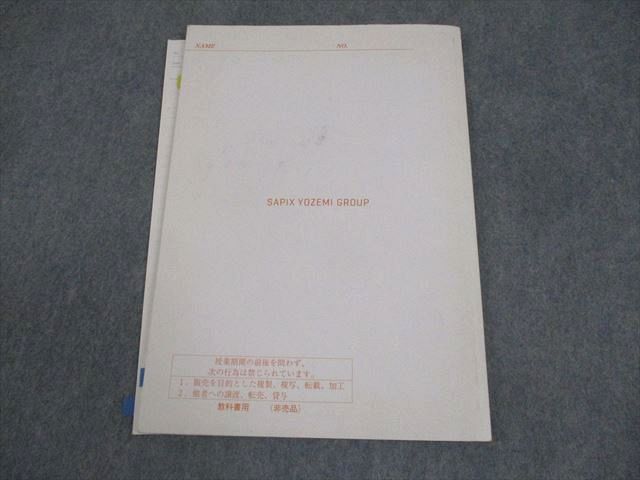 NAME NO.
SAPIX YOZEMI GROUP
授業期間の前後を問わず、
次の行為は禁じられています。
1．販売を目的とした複製、複写、転載、加工
2．他者への譲渡、転売、貸与
教科書用 （非売品）